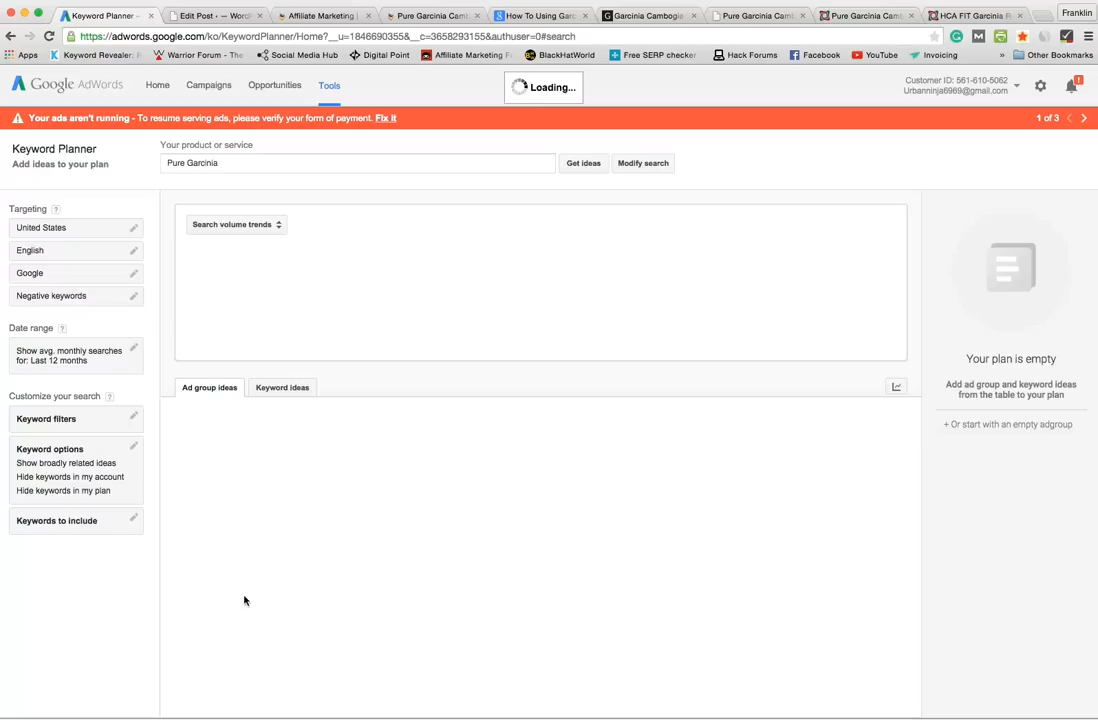 Keyword Planner –
Edit Post ‹ — WordP
Affiliate Marketing |
Pure Garcinia Camb
How To Using Garc
Garcinia Cambogie
Pure Garcinia Camb
Pure Garcinia Camb
HCA FIT Garcinia R
Franklin
https://adwords.google.com/ko/KeywordPlanner/Home?__u=1846690355&__c=3658293155&authuser=0#search
Apps
Keyword Revealer:
Warrior Forum - The
Social Media Hub
Digital Point
Affiliate Marketing
BlackHatWorld
Free SERP checker
Hack Forums
Facebook
YouTube
Invoicing
»
Other Bookmarks
Google AdWords
Home
Campaigns
Opportunities
Tools
Loading...
Customer ID: 561-610-5062
Urbanninja6969@gmail.com
Your ads aren't running - To resume serving ads, please verify your form of payment. Fix it
1 of 3
Keyword Planner
Add ideas to your plan
Your product or service
Pure Garcinia
Get ideas
Modify search
Targeting ?
United States
English
Google
Negative keywords
Date range ?
Show avg. monthly searches
for: Last 12 months
Customize your search ?
Keyword filters
Keyword options
Show broadly related ideas
Hide keywords in my account
Hide keywords in my plan
Keywords to include
Search volume trends
Ad group ideas
Keyword ideas
Your plan is empty
Add ad group and keyword ideas
from the table to your plan
+ Or start with an empty adgroup